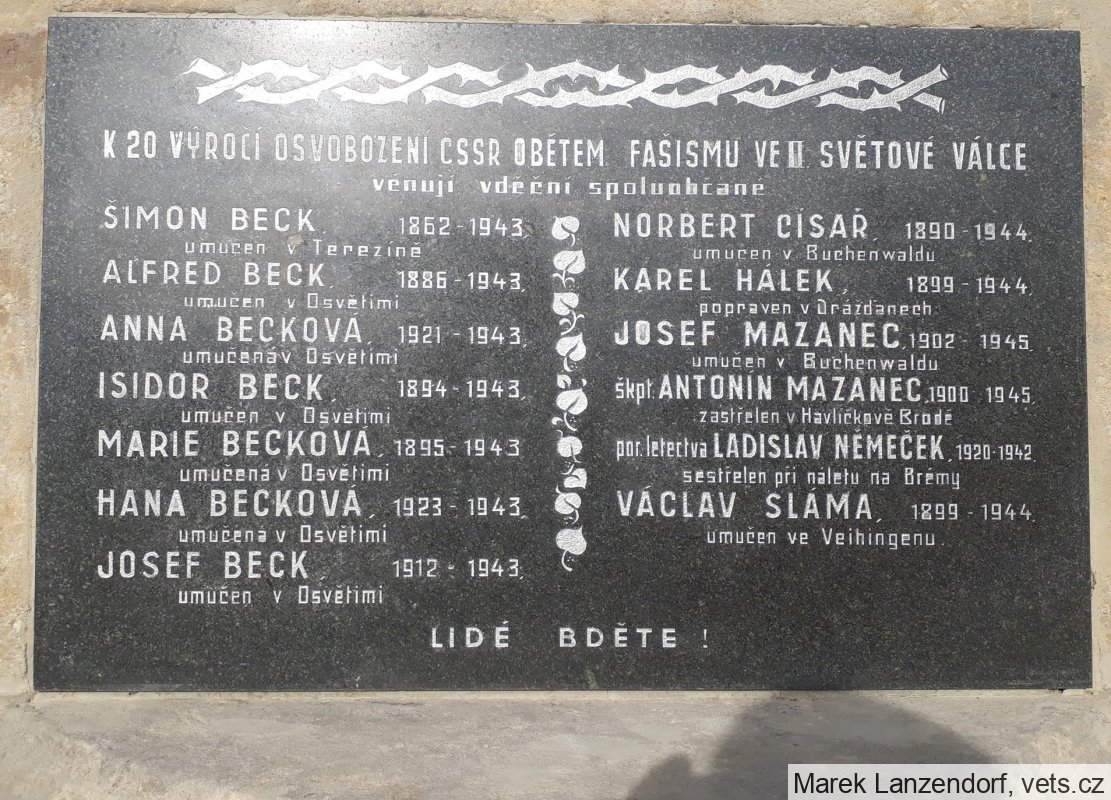 K 20 VÝROČÍ OSVOBOZENÍ ČSSR OBĚTEM FAŠISMU VE II SVĚTOVÉ VÁLCE
věnují vděční spoluobčané
ŠIMON BECK, 1862 - 1943,
umučen v Terezíně
ALFRED BECK, 1886 - 1943,
umučen v Osvětimi
ANNA BECKOVÁ, 1921 - 1943,
umučena v Osvětimi
ISIDOR BECK, 1894 - 1943,
umučen v Osvětimi
MARIE BECKOVÁ, 1895 - 1943,
umučena v Osvětimi
HANA BECKOVÁ, 1923 - 1943,
umučena v Osvětimi
JOSEF BECK, 1912 - 1943,
umučen v Osvětimi
NORBERT CÍSAŘ, 1890 - 1944,
umučen v Buchenwaldu
KAREL HÁLEK, 1899 - 1944,
popraven v Drážďanech
JOSEF MAZANEC, 1902 - 1945,
umučen v Buchenwaldu
škpt. ANTONÍN MAZANEC, 1900 - 1945,
zastřelen v Havlíčkově Brodě
por. letectva LADISLAV NĚMEČEK, 1920-1942,
sestřelen při náletu na Brémy
VÁCLAV SLÁMA, 1899 - 1944,
umučen ve Veihingenu.
LIDÉ BDĚTE !
Marek Lanzendorf, vets.cz